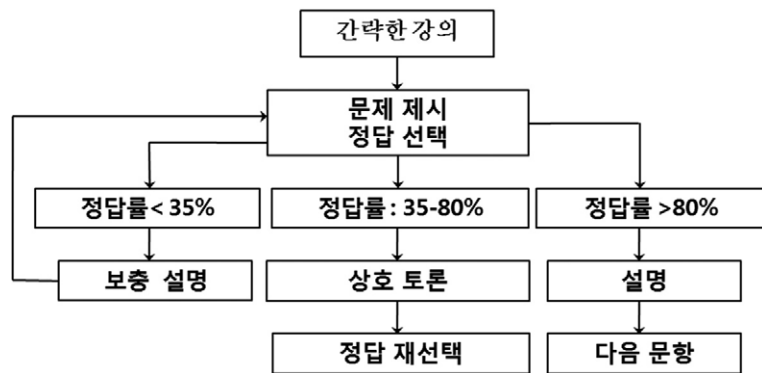 간략한 강의
문제 제시
정답 선택
정답률< 35%
정답률 : 35-80%
정답률 >80%
보충 설명
상호 토론
설명
정답 재선택
다음 문항